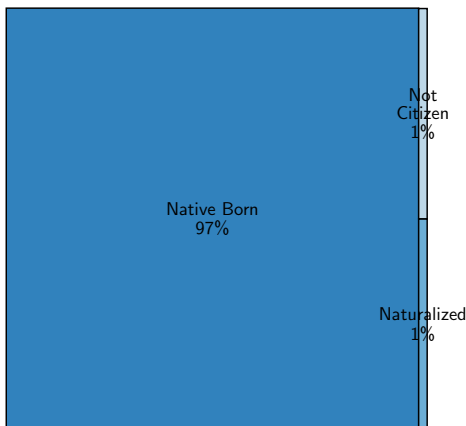 Not
Citizen
1%
Native Born
97%
Naturalized
1%